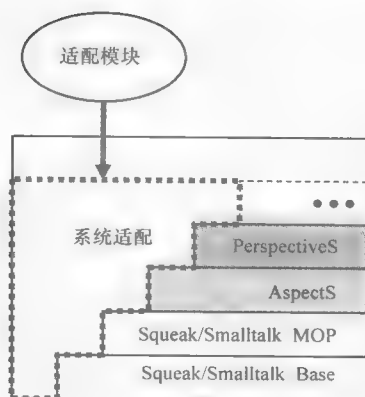 适配模块
系统适配
PerspectiveS
AspectS
Squeak/Smalltalk MOP
Squeak/Smalltalk Base